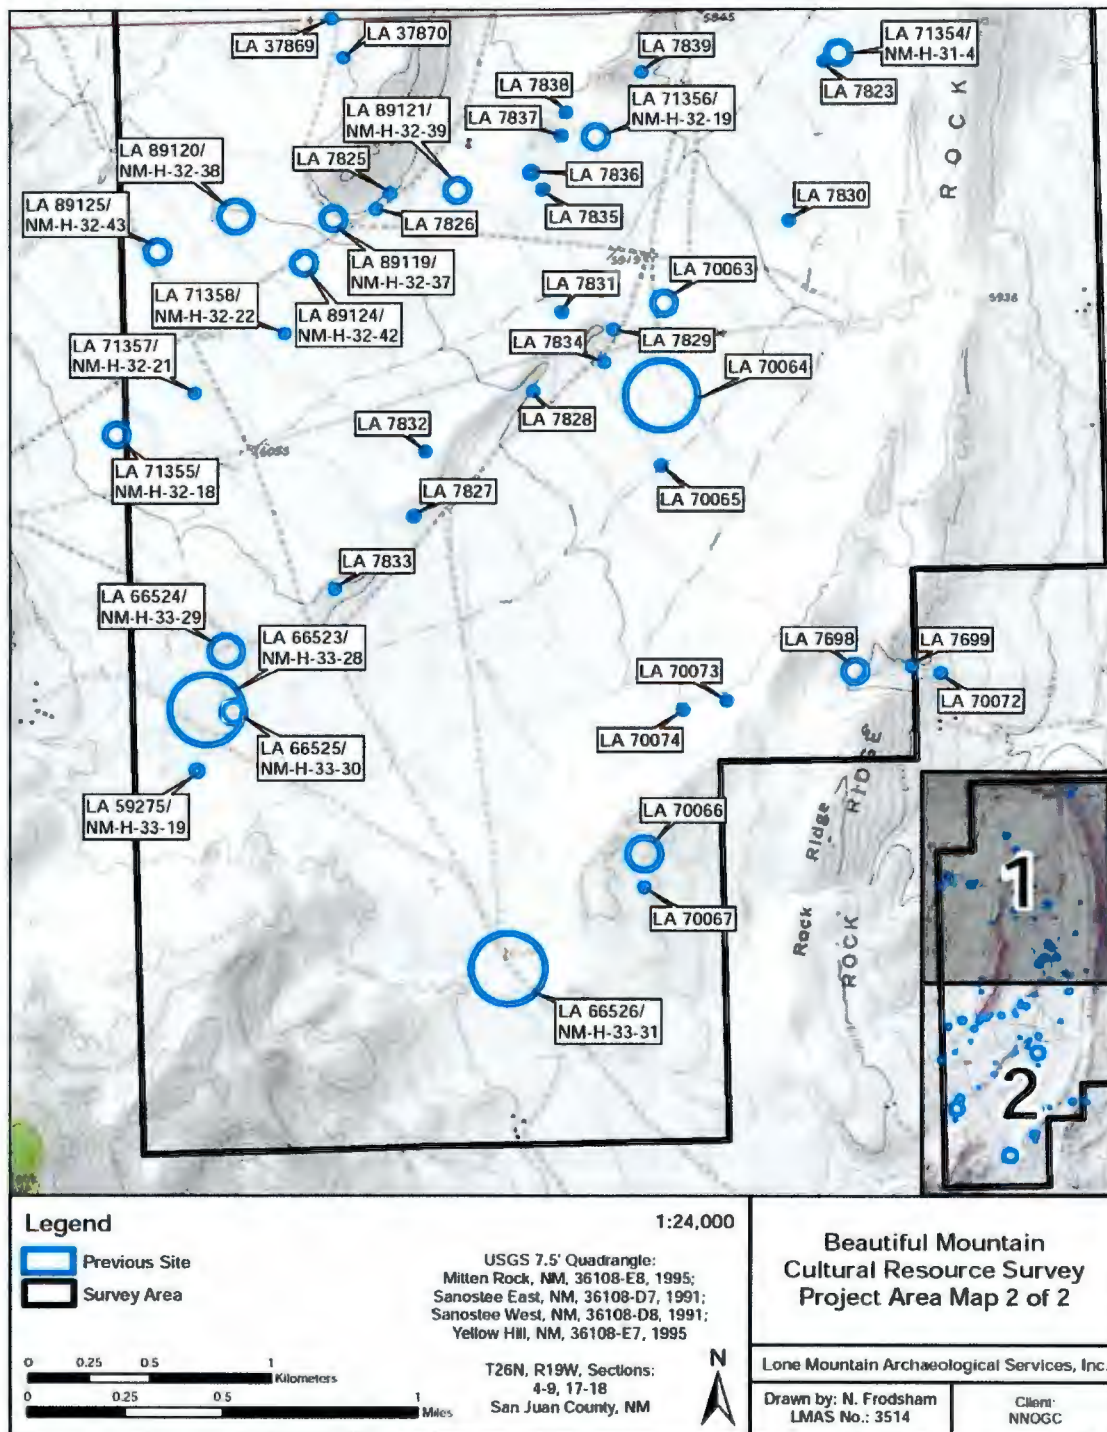 5845
LA 37869
LA 37870
LA 7839
LA 71354/
NM-H-31-4
LA 7838
LA 7823
LA 89121/
NM-H-32-39
LA 7837
LA 71356/
NM-H-32-19
LA 89120/
NM-H-32-38
LA 7825
LA 7836
ROCK
LA 89125/
NM-H-32-43
LA 7826
LA 7835
LA 7830
LA 89119/
NM-H-32-37
5919
LA 70063
LA 71358/
NM-H-32-22
LA 89124/
NM-H-32-42
LA 7831
5936
LA 7829
LA 71357/
NM-H-32-21
LA 7834
LA 70064
LA 7828
LA 7832
6055
LA 71355/
NM-H-32-18
LA 70065
LA 7827
LA 7833
LA 66524/
NM-H-33-29
LA 66523/
NM-H-33-28
LA 7698
LA 7699
LA 70073
LA 70072
LA 70074
LA 66525/
NM-H-33-30
RIDGE
LA 59275/
NM-H-33-19
LA 70066
Rock Ridge
LA 70067
ROCK
LA 66526/
NM-H-33-31
1
2
Legend
Previous Site
Survey Area
1:24,000
USGS 7.5' Quadrangle:
Mitten Rock, NM, 36108-E8, 1995;
Sanostee East, NM, 36108-D7, 1991;
Sanostee West, NM, 36108-D8, 1991;
Yellow Hill, NM, 36108-E7, 1995
T26N, R19W, Sections:
4-9, 17-18
San Juan County, NM
0 0.25 0.5 1
Kilometers
0 0.25 0.5 1
Miles
N
Beautiful Mountain
Cultural Resource Survey
Project Area Map 2 of 2
Lone Mountain Archaeological Services, Inc.
Drawn by: N. Frodsham
LMAS No.: 3514
Client:
NNOGC